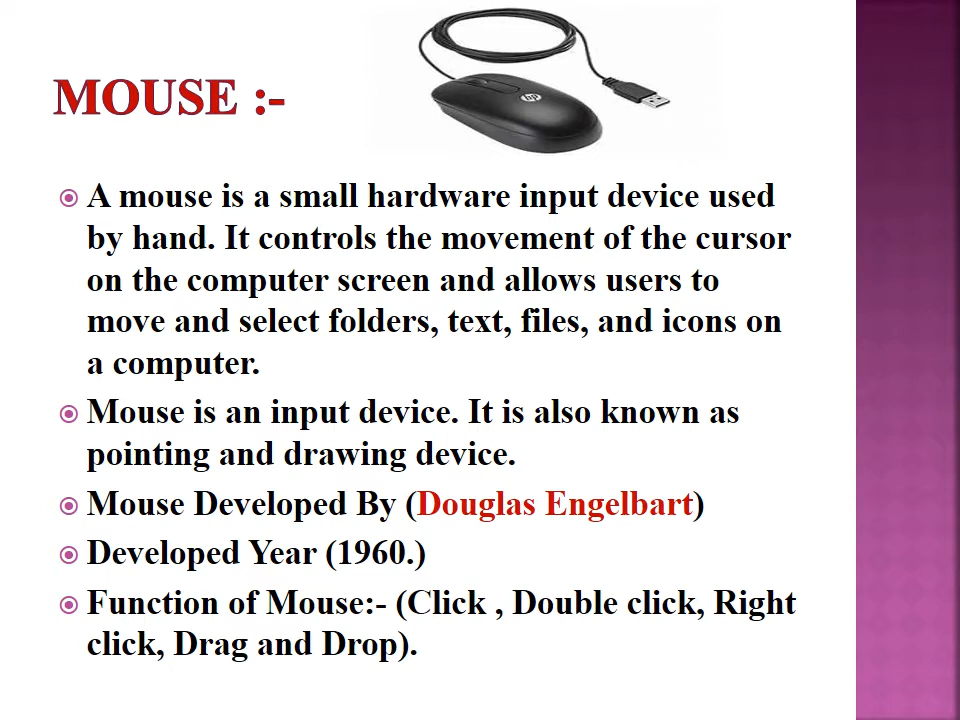 MOUSE :-
hp
A mouse is a small hardware input device used
by hand. It controls the movement of the cursor
on the computer screen and allows users to
move and select folders, text, files, and icons on
a computer.
Mouse is an input device. It is also known as
pointing and drawing device.
Mouse Developed By (Douglas Engelbart)
Developed Year (1960.)
Function of Mouse:- (Click , Double click, Right
click, Drag and Drop).